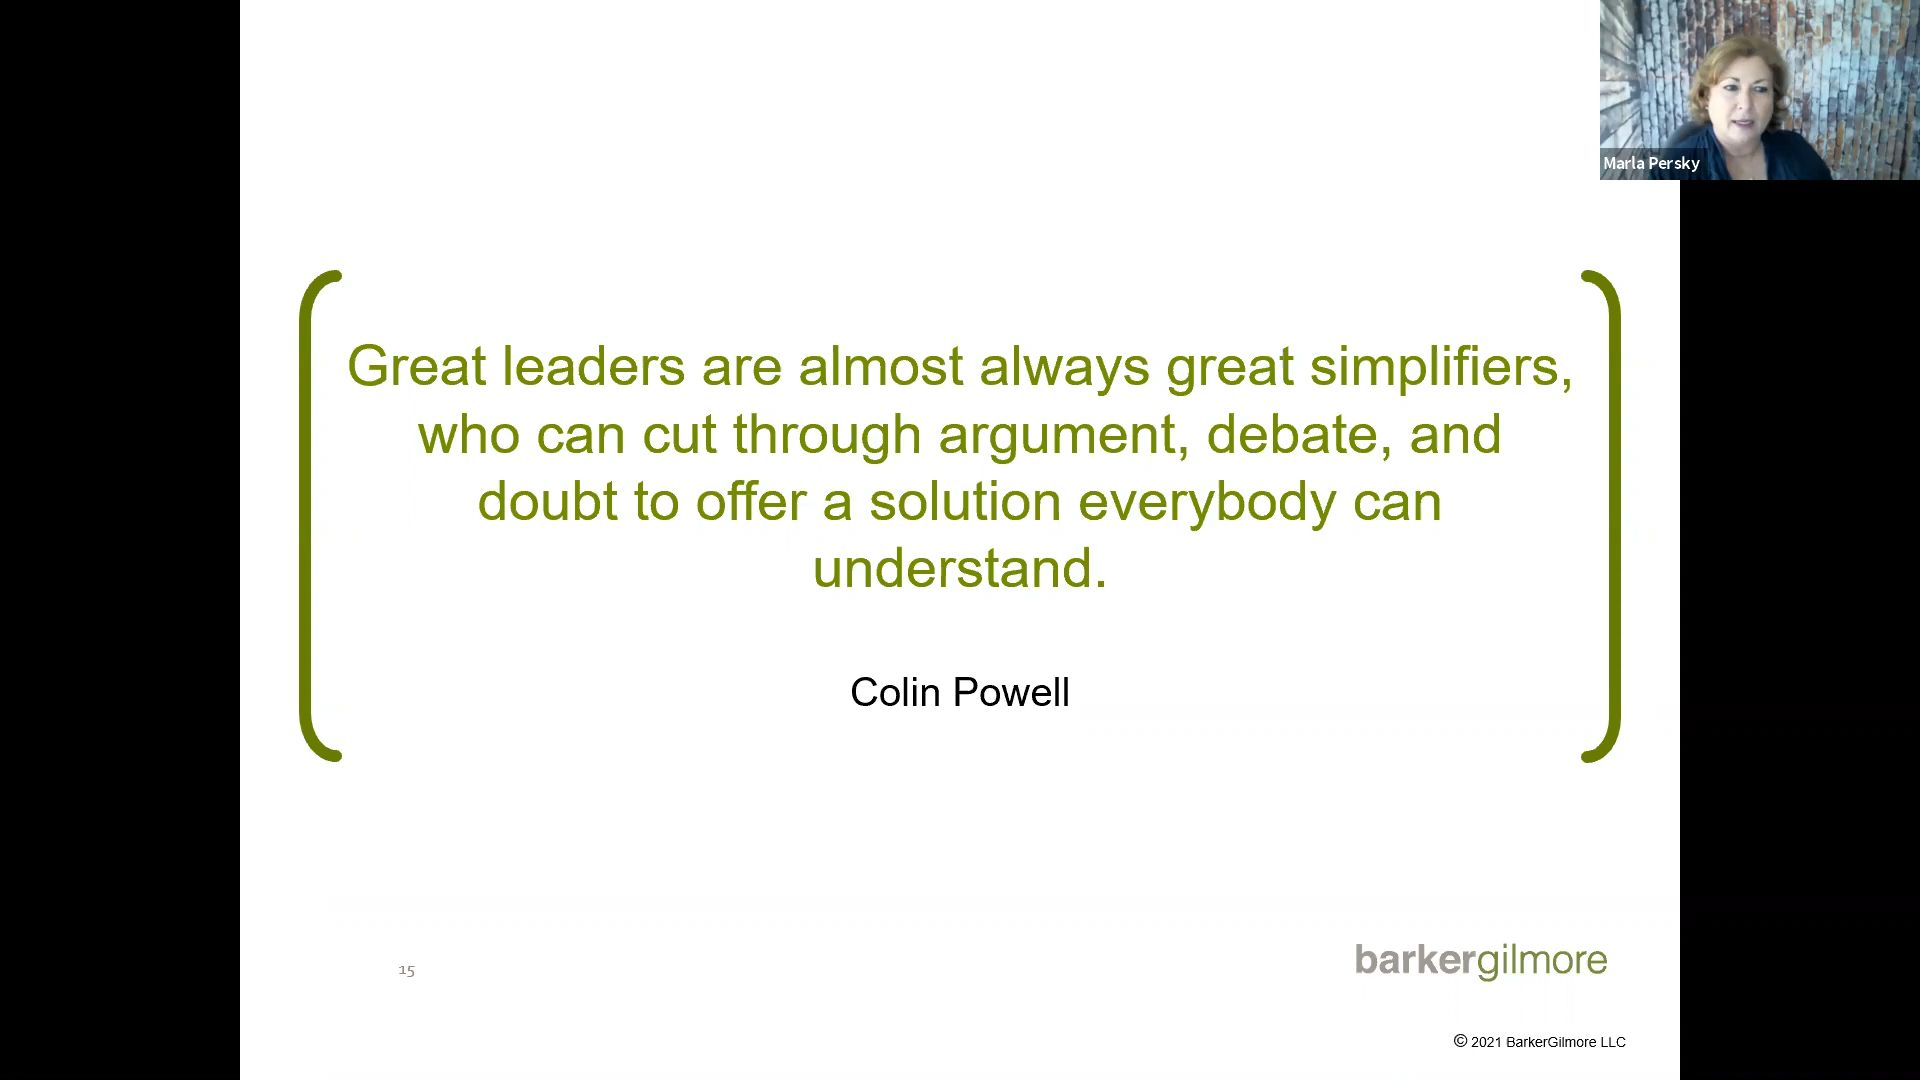 Marla Persky
Great leaders are almost always great simplifiers,
who can cut through argument, debate, and
doubt to offer a solution everybody can
understand.
Colin Powell
15
barkergilmore
© 2021 BarkerGilmore LLC